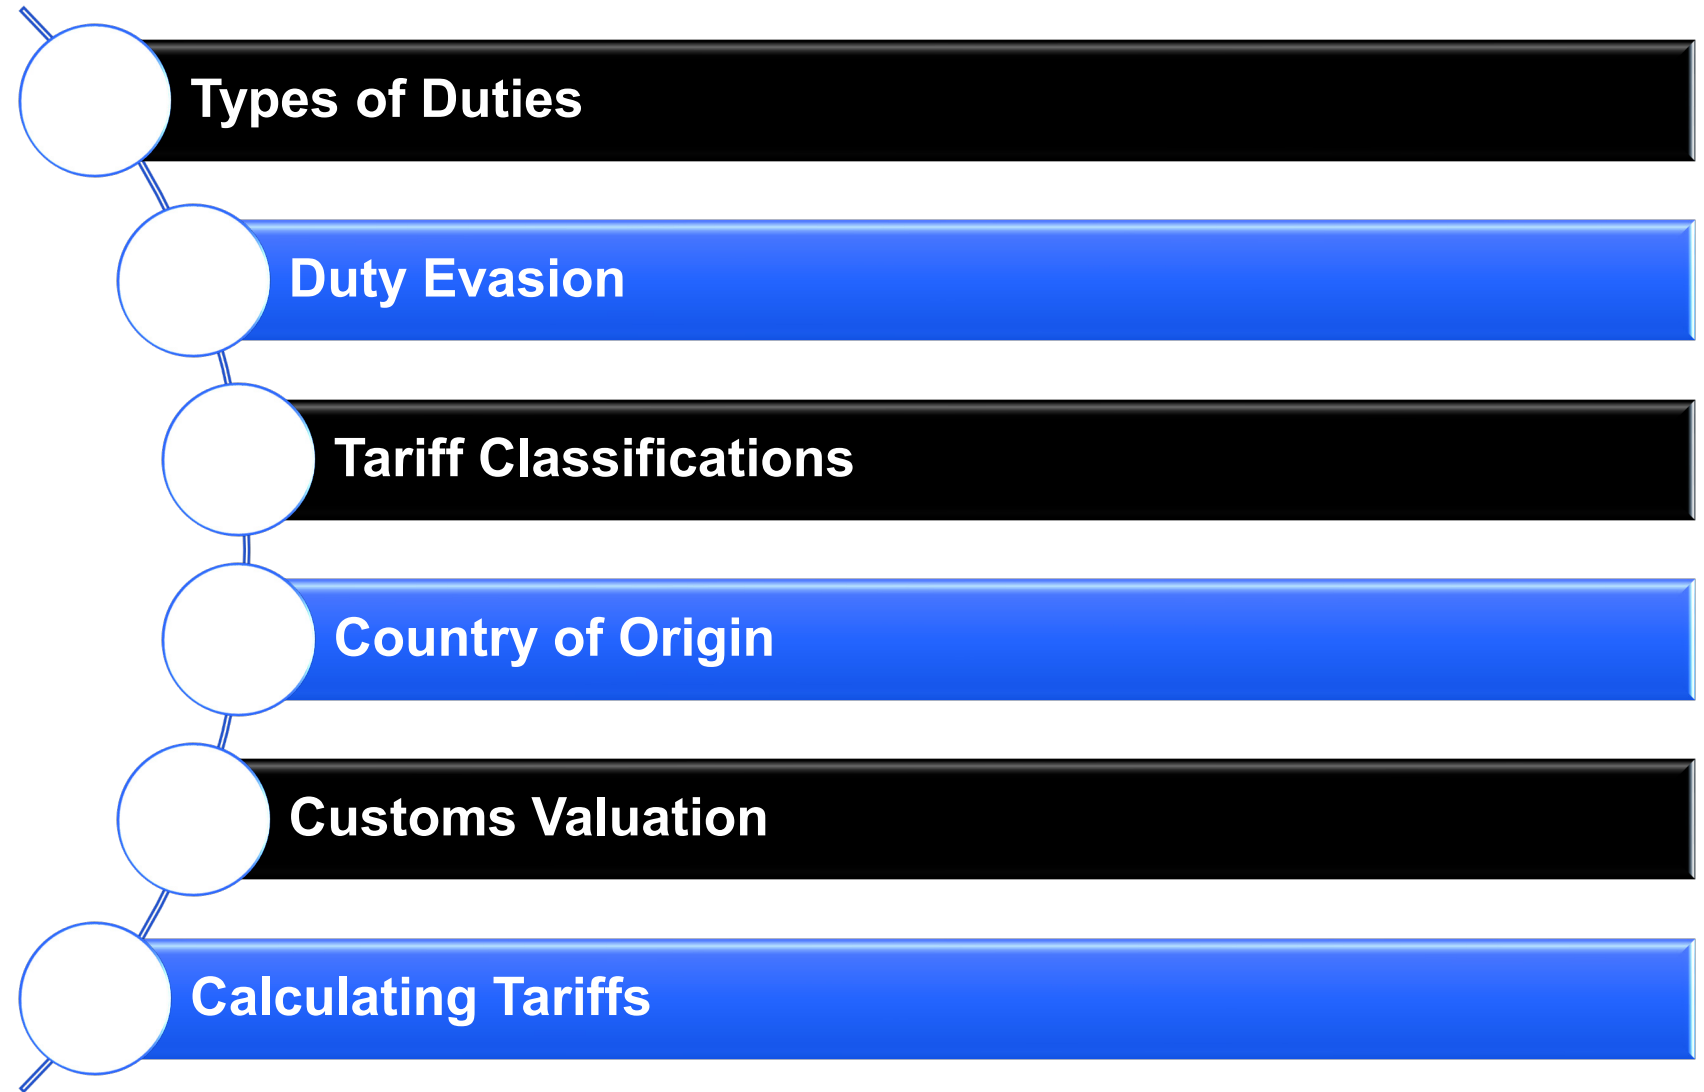 Types of Duties
Duty Evasion
Tariff Classifications
Country of Origin
Customs Valuation
Calculating Tariffs